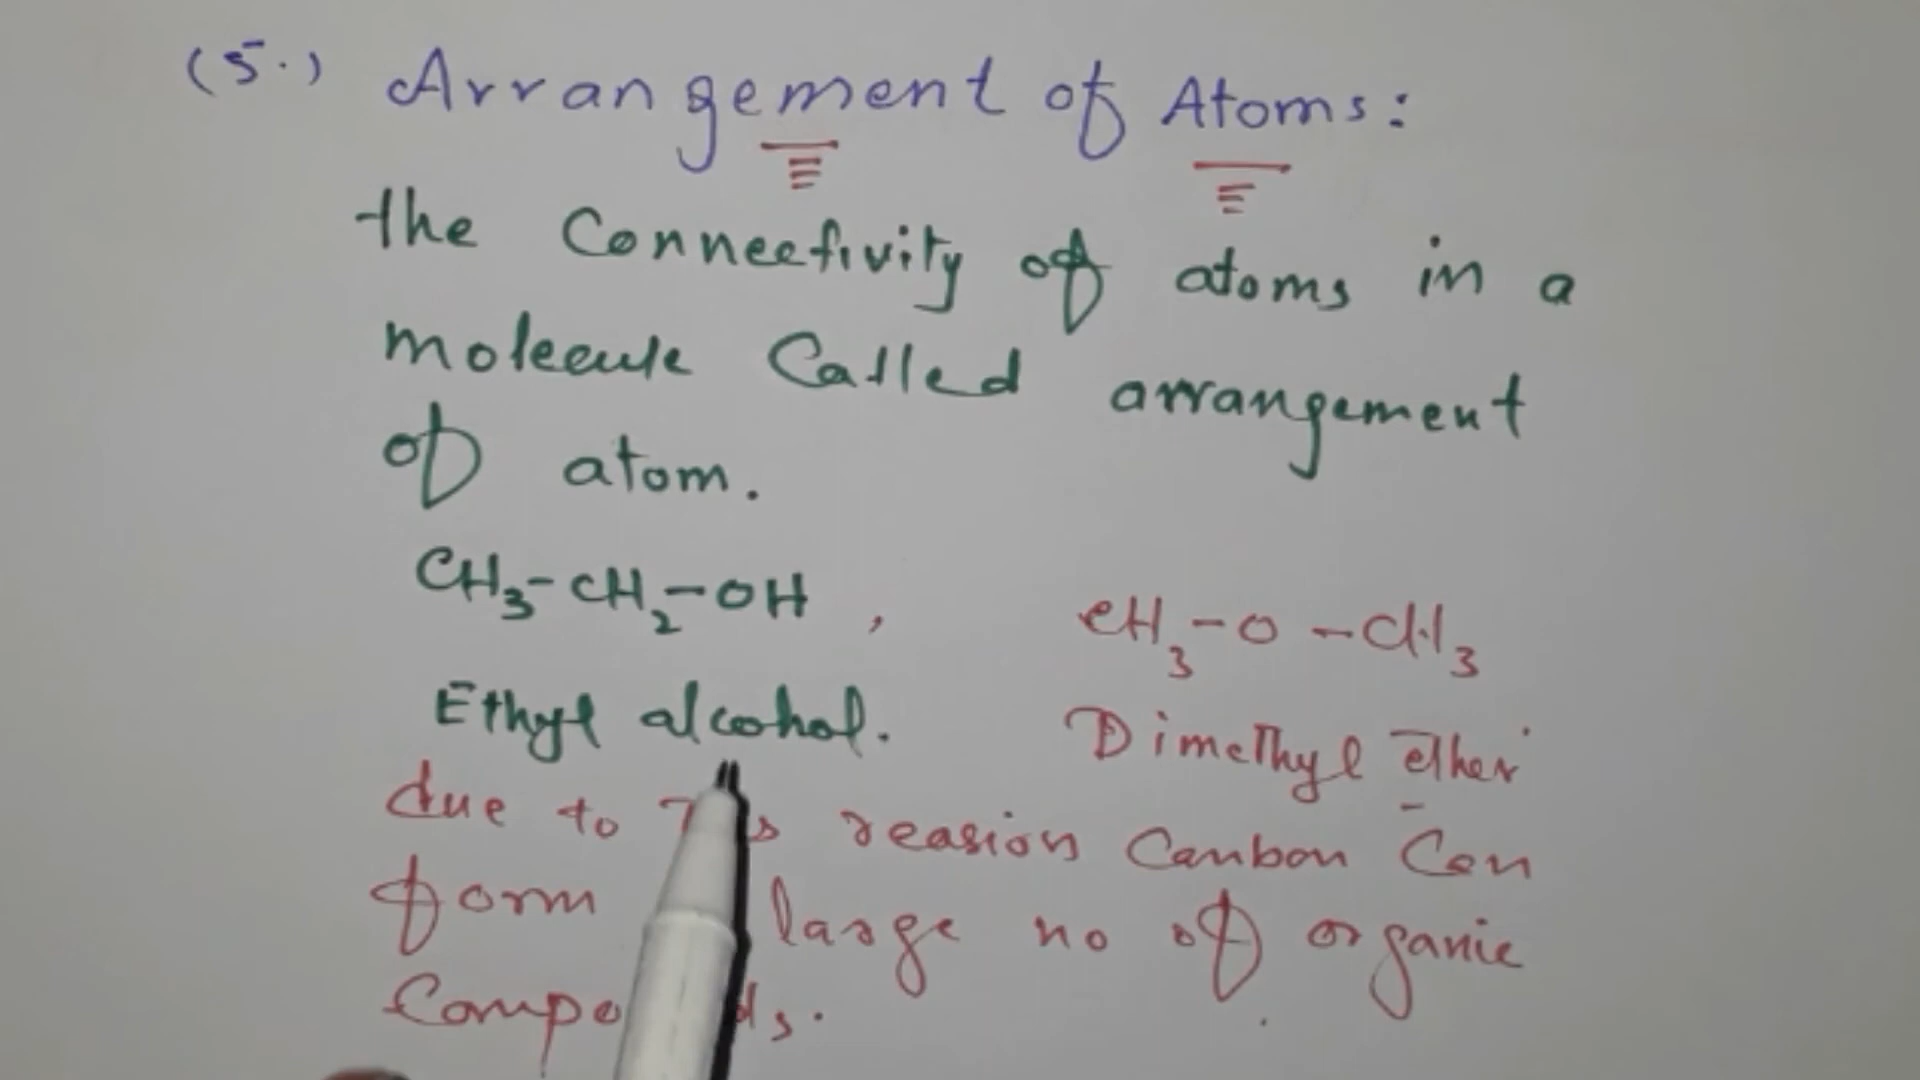 (5.) Arrangement of Atoms:
the Connectivity of atoms in a
molecule Called arrangement
of atom.
CH3-CH2-OH , CH3-O-CH3
Ethyl alcohol. Dimethyl ether
due to reasion Carbon Can
form large no of organic